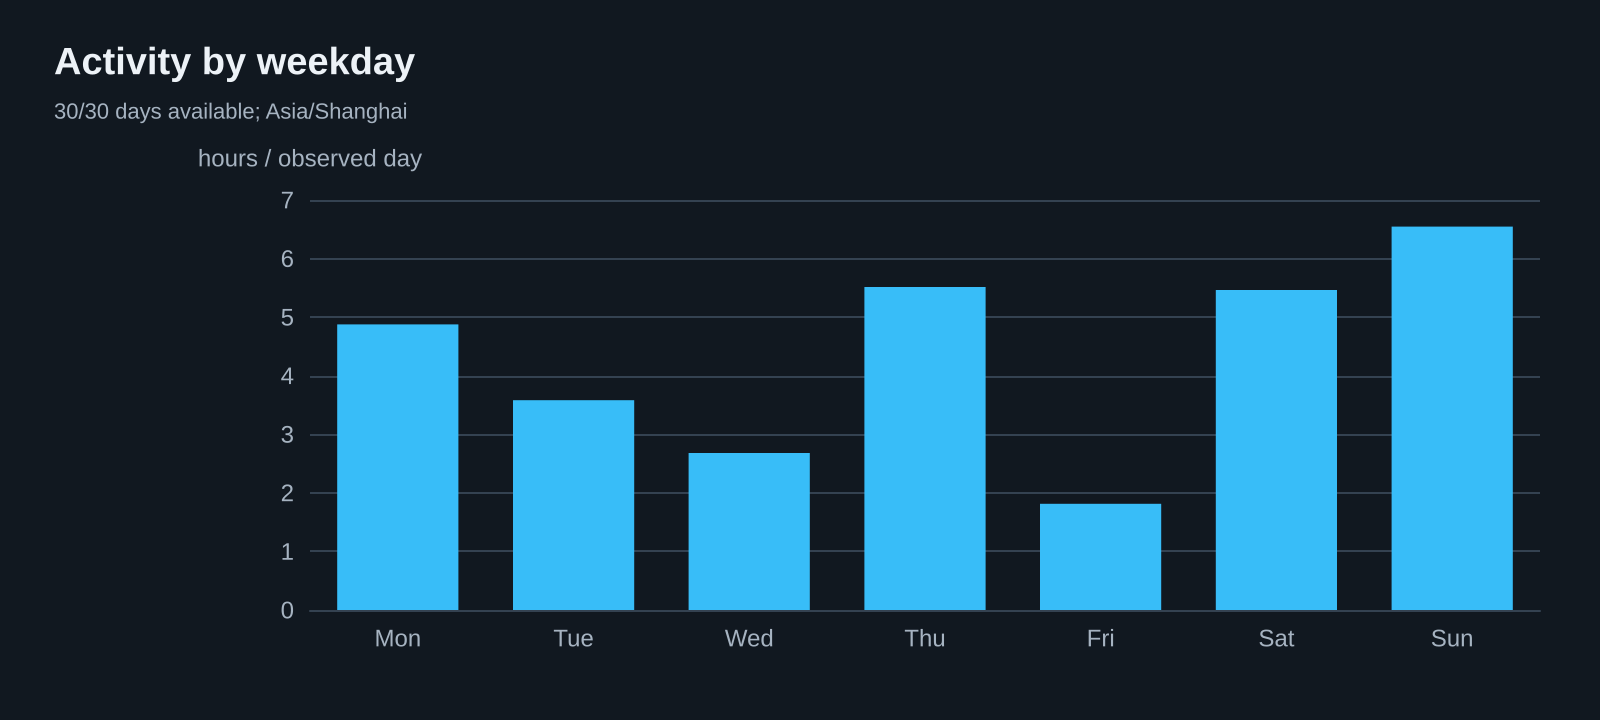 Activity by weekday
30/30 days available; Asia/Shanghai
hours / observed day
7
6
5
4
3
2
1
0
Mon Tue Wed Thu Fri Sat Sun